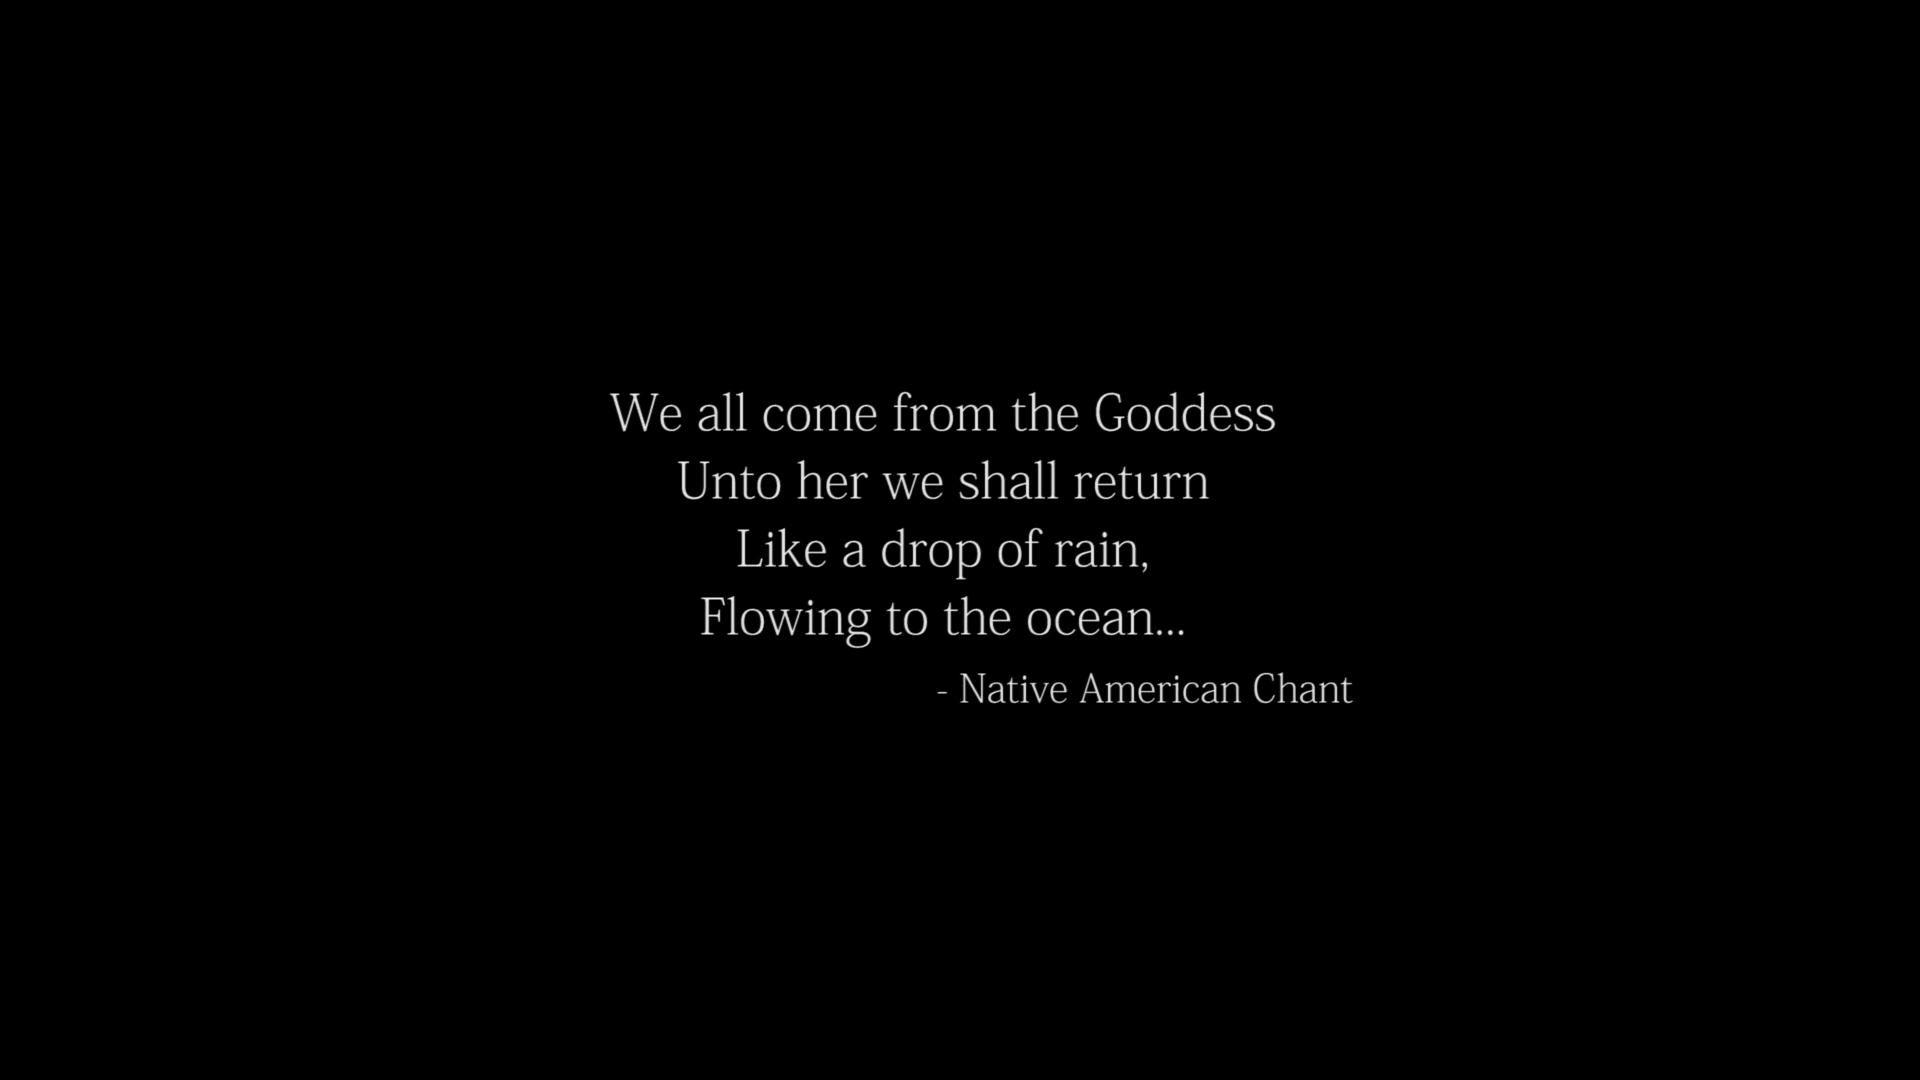 We all come from the Goddess
Unto her we shall return
Like a drop of rain,
Flowing to the ocean...
- Native American Chant